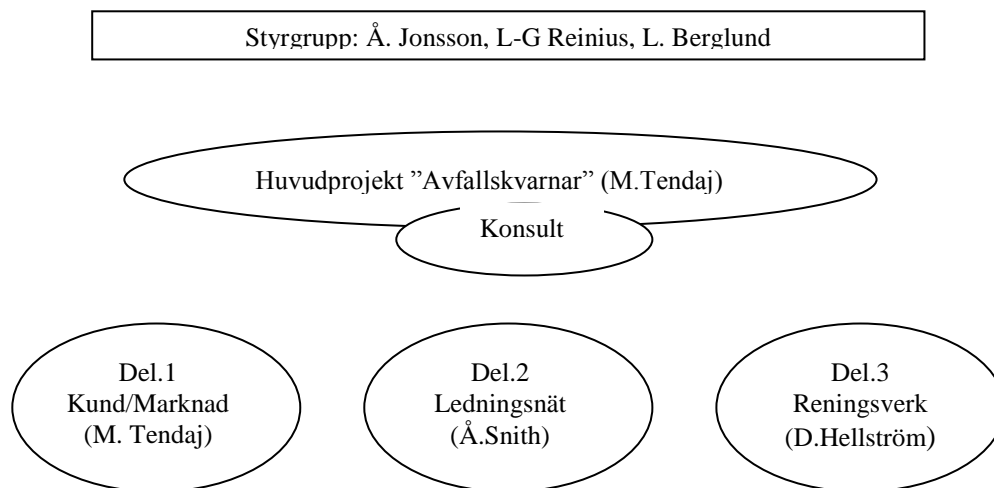 Styrgrupp: Å. Jonsson, L-G Reinius, L. Berglund
Huvudprojekt ”Avfallskvarnar” (M.Tendaj)
Konsult
Del.1
Kund/Marknad
(M. Tendaj)
Del.2
Ledningsnät
(Å.Snith)
Del.3
Reningsverk
(D.Hellström)